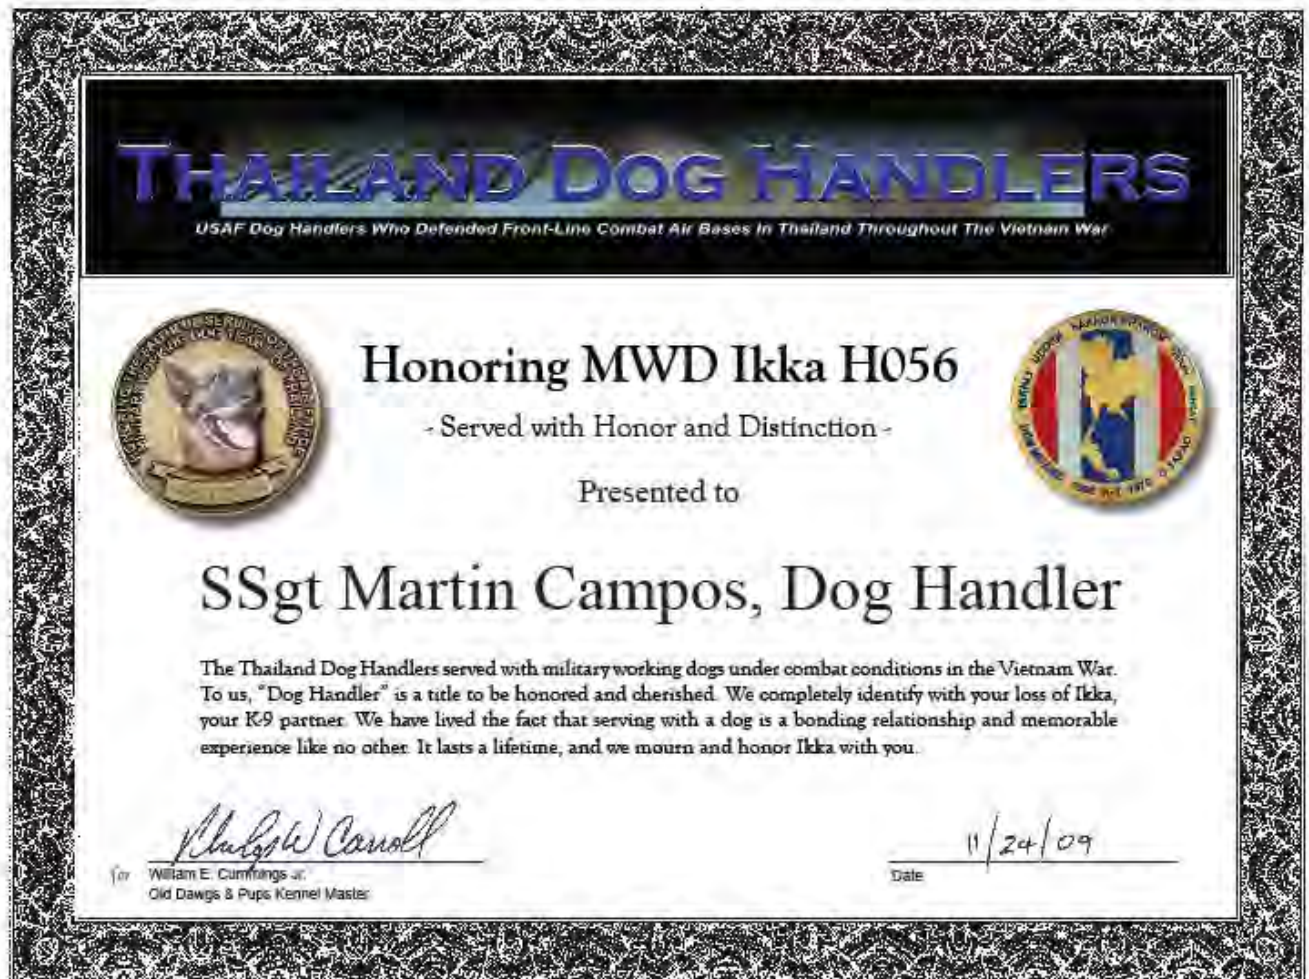 THAILAND DOG HANDLERS
USAF Dog Handlers Who Defended Front-Line Combat Air Bases In Thailand Throughout The Vietnam War
Honoring MWD Ikka H056
- Served with Honor and Distinction -
Presented to
SSgt Martin Campos, Dog Handler
The Thailand Dog Handlers served with military working dogs under combat conditions in the Vietnam War.
To us, "Dog Handler" is a title to be honored and cherished. We completely identify with your loss of Ikka,
your K-9 partner. We have lived the fact that serving with a dog is a bonding relationship and memorable
experience like no other. It lasts a lifetime, and we mourn and honor Ikka with you.
W Carroll
11/24/09
for William E. Cummings Jr.
Date
Old Dawgs & Pups Kennel Master